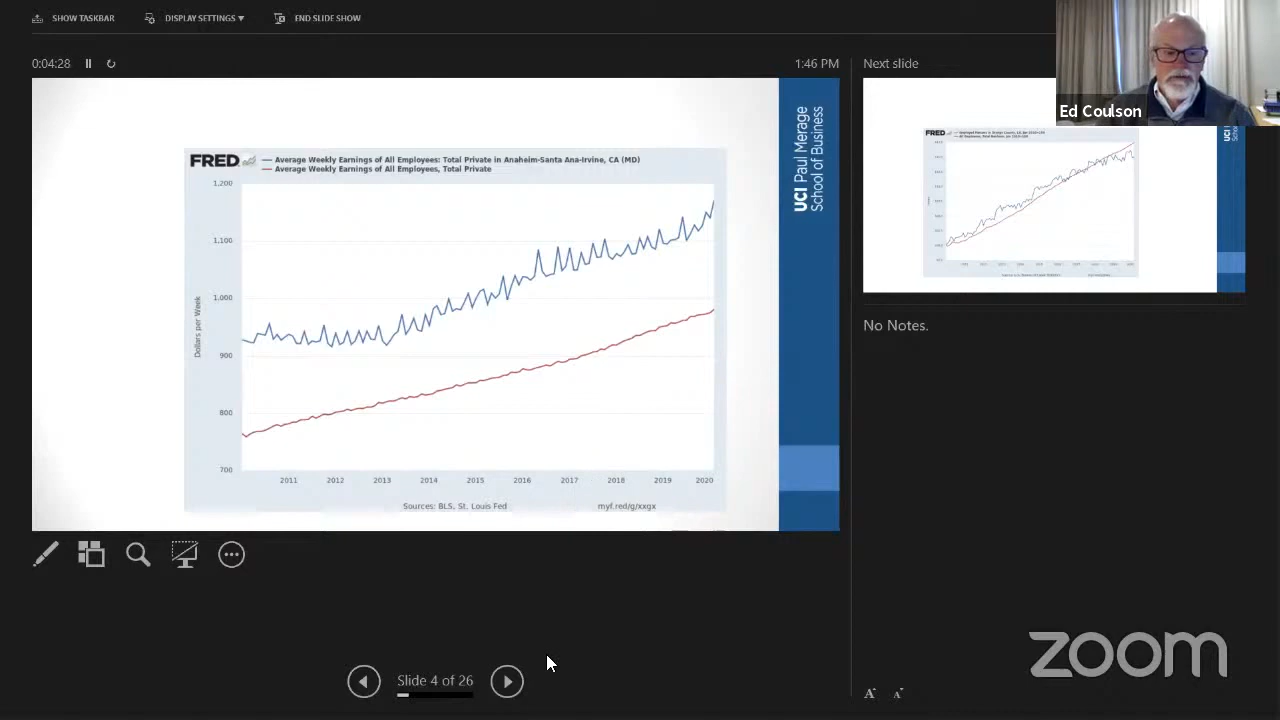 SHOW TASKBAR
DISPLAY SETTINGS ▼
END SLIDE SHOW
0:04:28
1:46 PM
Next slide
Ed Coulson
FRED
Average Weekly Earnings of All Employees: Total Private in Anaheim-Santa Ana-Irvine, CA (MD)
Average Weekly Earnings of All Employees, Total Private
1,200
1,100
1,000
900
800
700
Dollars per Week
2011 2012 2013 2014 2015 2016 2017 2018 2019 2020
Sources: BLS, St. Louis Fed
myf.red/g/xxgx
UCI Paul Merage
School of Business
FRED
UCI Paul
School
No Notes.
Slide 4 of 26
A A
zoom